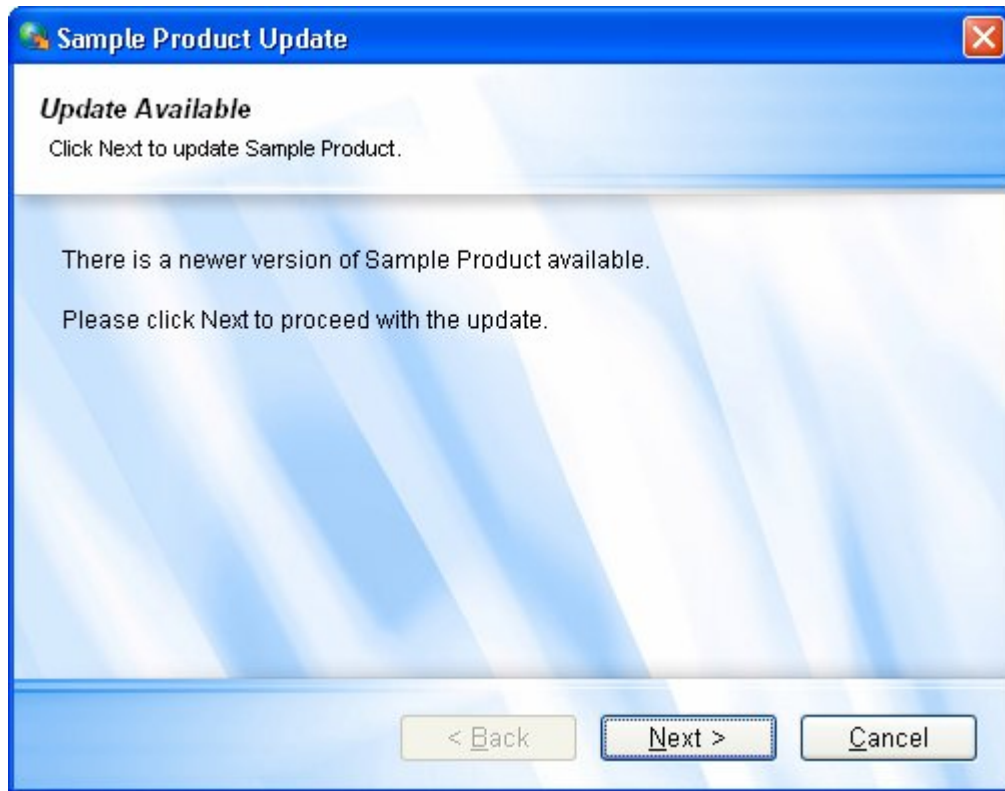 Sample Product Update
Update Available
Click Next to update Sample Product.
There is a newer version of Sample Product available.
Please click Next to proceed with the update.
< Back
Next >
Cancel